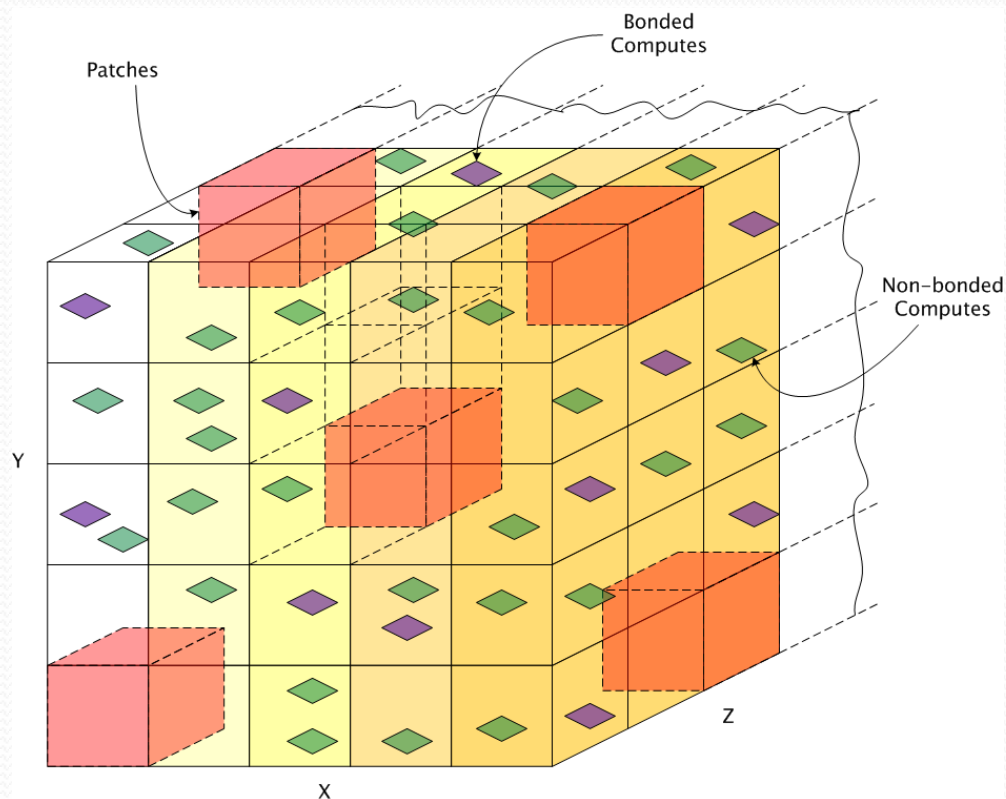 Bonded
Computes
Patches
Non-bonded
Computes
Y
Z
X